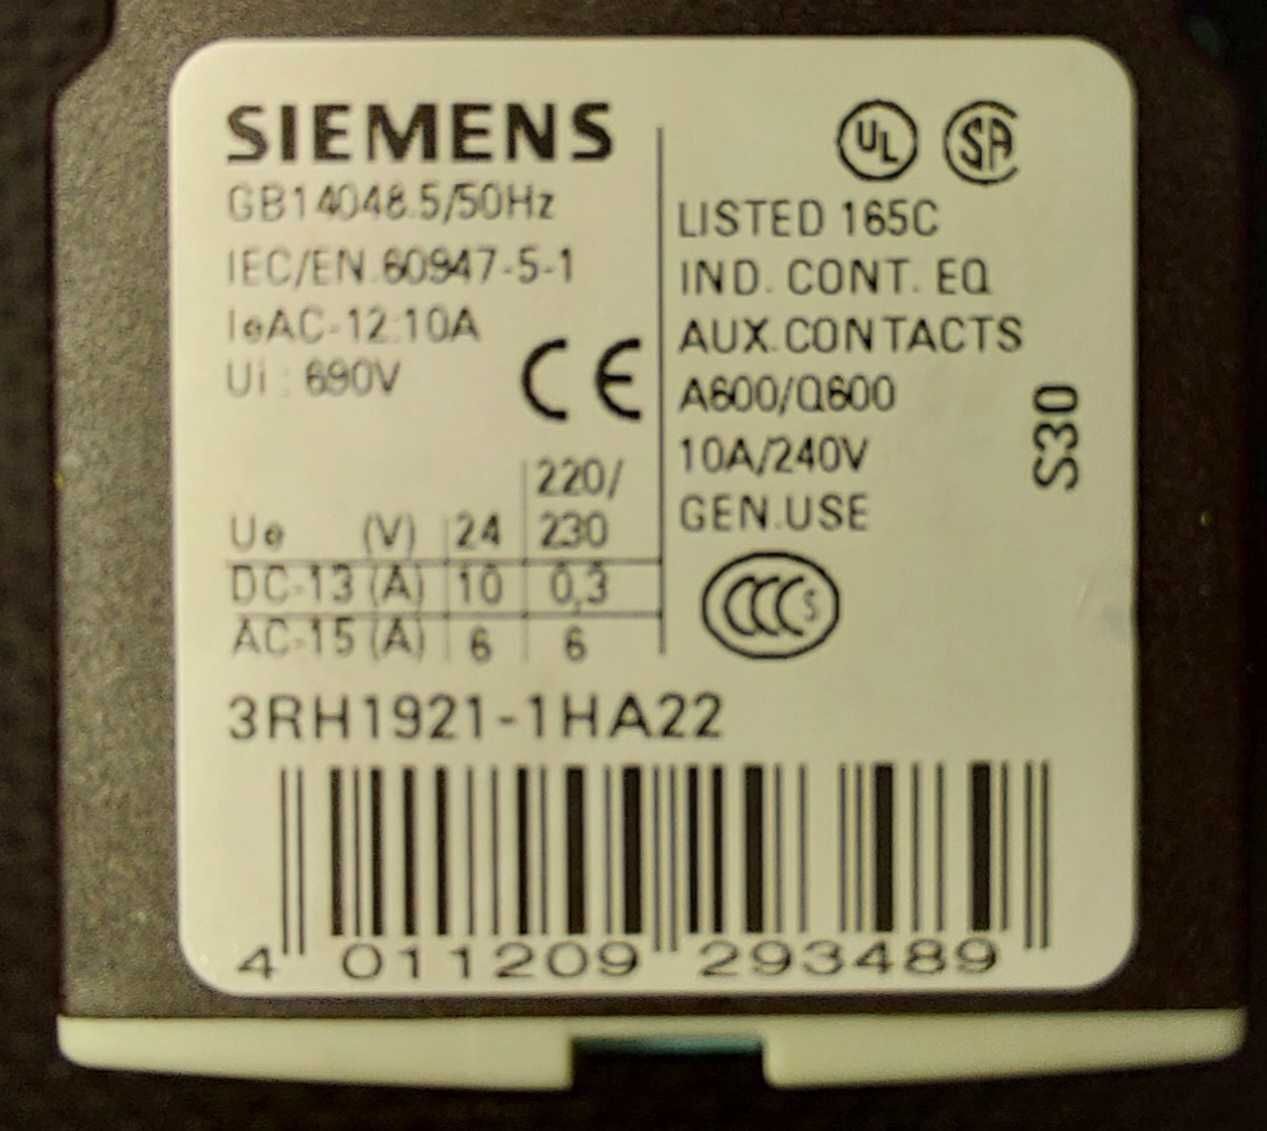 SIEMENS
GB14048.5/50Hz
IEC/EN 60947-5-1
IeAC-12:10A
Ui : 690V
CE
Ue (V) 24 220/230
DC-13 (A) 10 0,3
AC-15 (A) 6 6
UL SA
LISTED 165C
IND. CONT. EQ
AUX.CONTACTS
A600/Q600
10A/240V
GEN.USE
S30
CCC S
3RH1921-1HA22
4 011209 293489